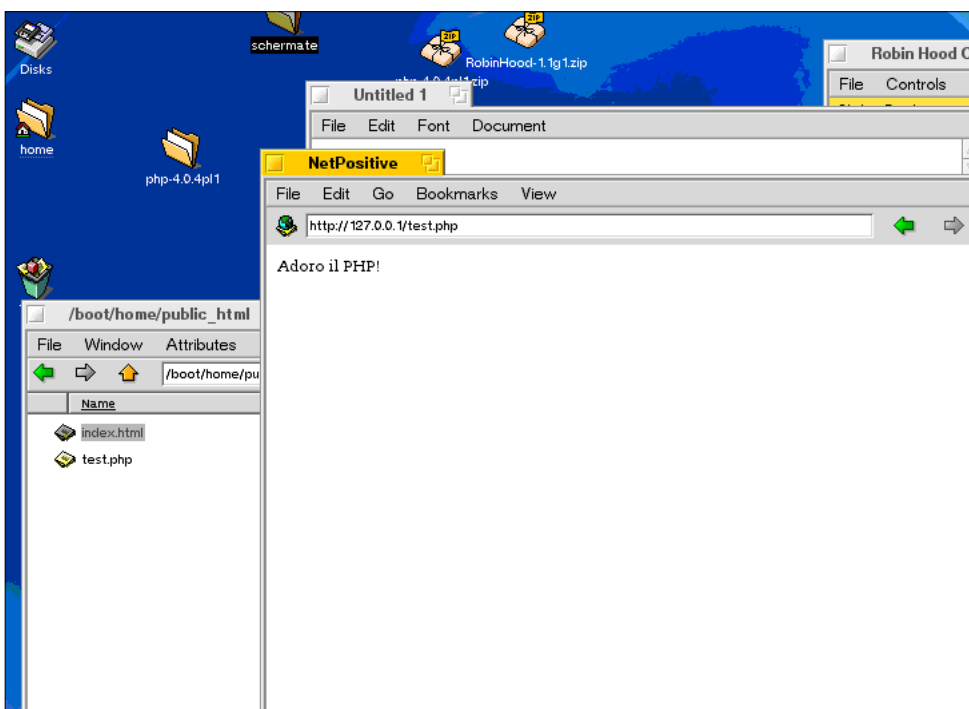 schermate
Disks
RobinHood-1.1g1.zip
Robin Hood
File Controls
Untitled 1
File Edit Font Document
home
php-4.0.4pl1
NetPositive
File Edit Go Bookmarks View
http://127.0.0.1/test.php
Adoro il PHP!
/boot/home/public_html
File Window Attributes
/boot/home/pu
Name
index.html
test.php